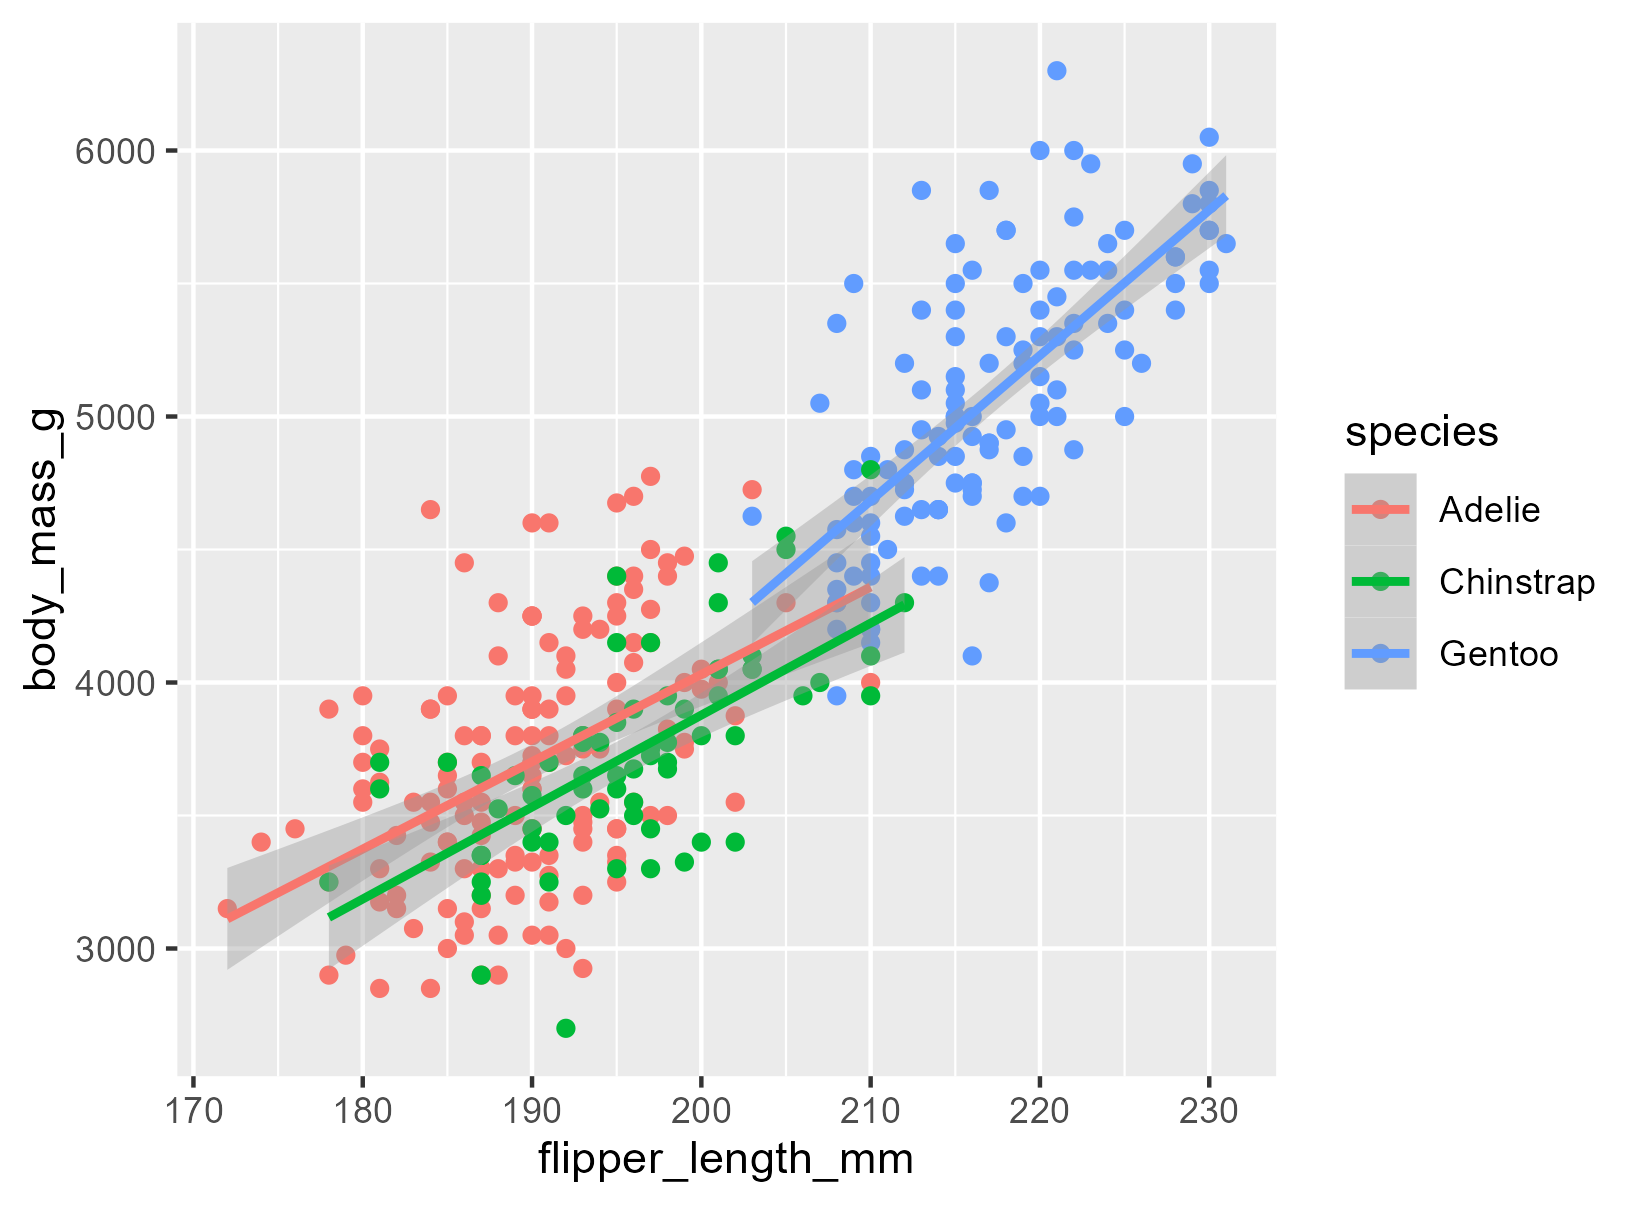 6000
5000
4000
3000
body_mass_g
170 180 190 200 210 220 230
flipper_length_mm
species
Adelie
Chinstrap
Gentoo